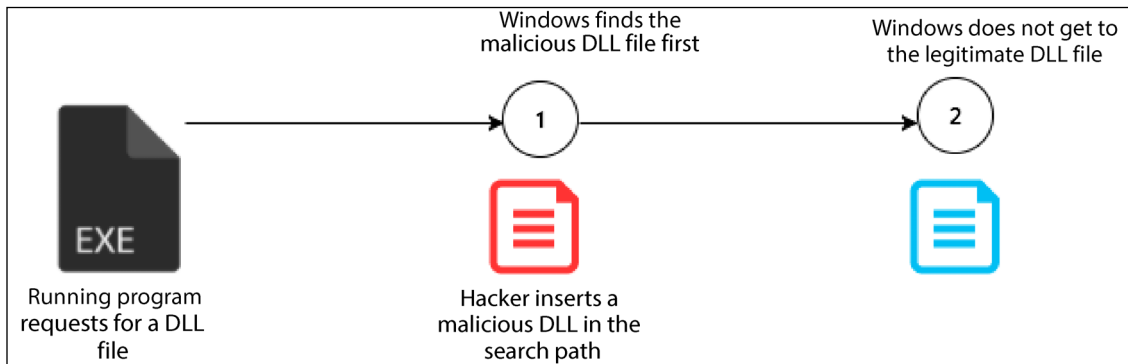 Windows finds the
malicious DLL file first
Windows does not get to
the legitimate DLL file
1
2
EXE
Running program
requests for a DLL
file
Hacker inserts a
malicious DLL in the
search path